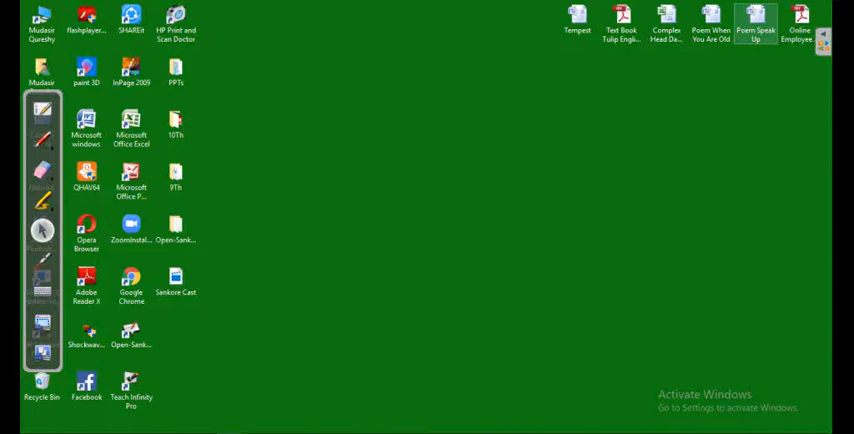 Mudasir Qureshy
flashplayer...
SHAREit
HP Print and Scan Doctor
Tempest
Text Book Tulip Engli...
Complex Head Da...
Poem When You Are Old
Poem Speak Up
Online Employee...
Mudasir
paint 3D
InPage 2009
PPTs
Microsoft windows
Microsoft Office Excel
10Th
QHAV64
Microsoft Office P...
9Th
Opera Browser
ZoomInstal...
Open-Sank...
Adobe Reader X
Google Chrome
Sankore Cast
Shockwav...
Open-Sank...
Recycle Bin
Facebook
Teach Infinity Pro
Activate Windows
Go to Settings to activate Windows.